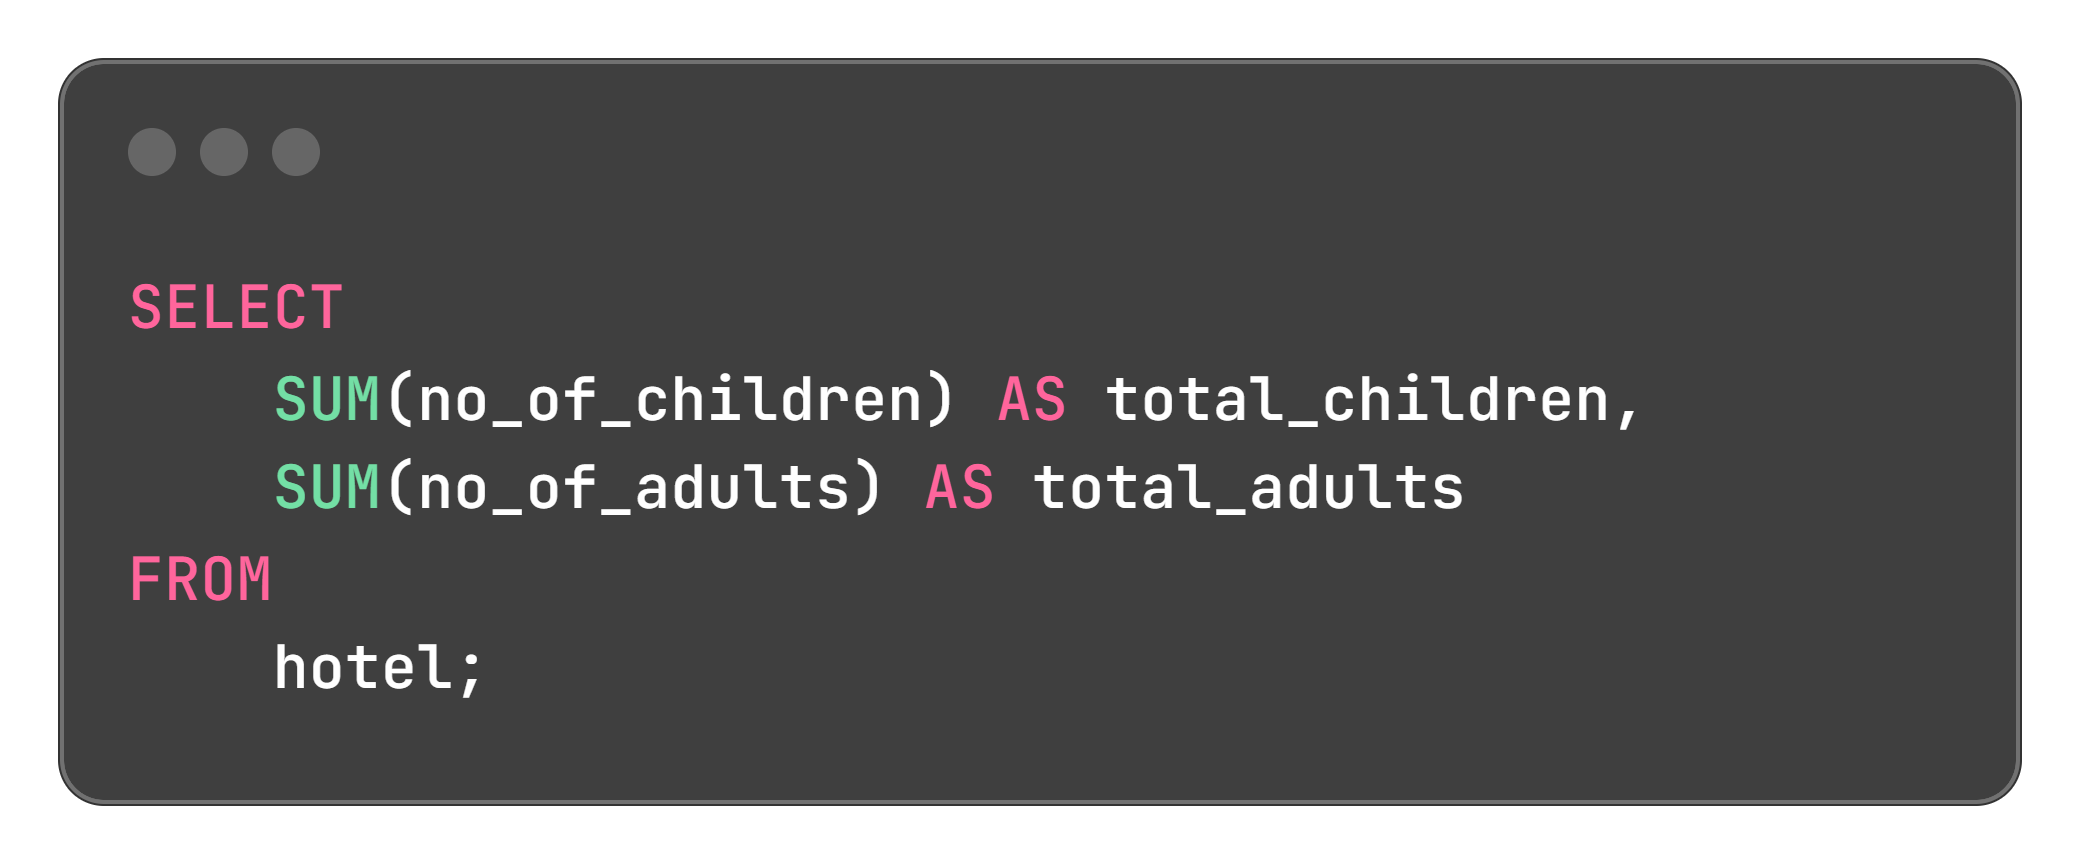 SELECT
    SUM(no_of_children) AS total_children,
    SUM(no_of_adults) AS total_adults
FROM
    hotel;